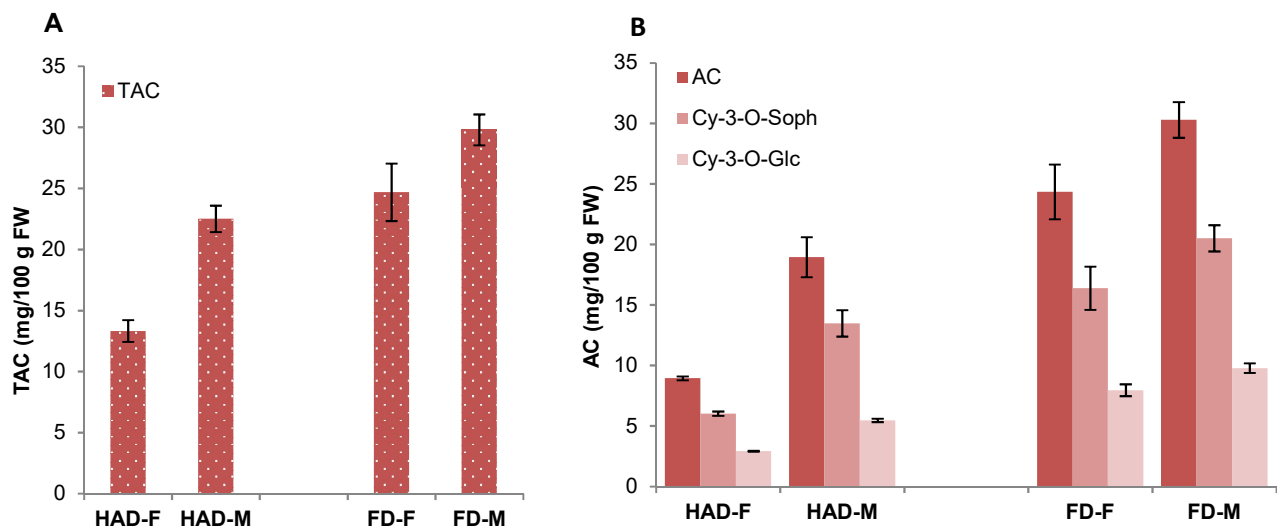 A
TAC (mg/100 g FW)
35
30
25
20
15
10
5
0
TAC
HAD-F HAD-M FD-F FD-M
B
AC (mg/100 g FW)
35
30
25
20
15
10
5
0
AC
Cy-3-O-Soph
Cy-3-O-Glc
HAD-F HAD-M FD-F FD-M